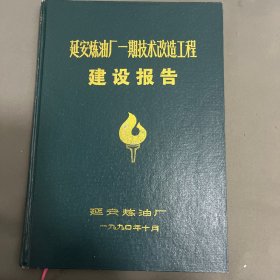 延安炼油厂一期技术改造工程
建设报告
延安炼油厂
一九九〇年十月